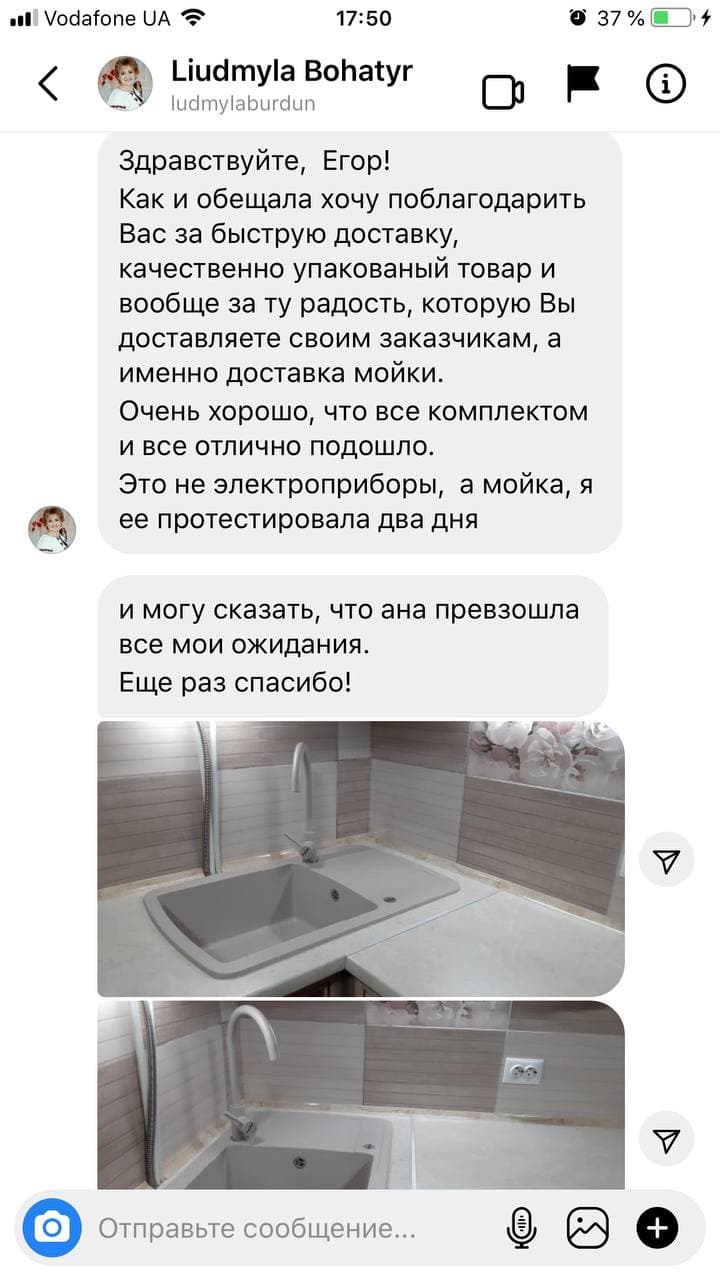 Vodafone UA
17:50
37 %
Liudmyla Bohatyr
ludmylaburdun
Здравствуйте, Егор!
Как и обещала хочу поблагодарить
Вас за быструю доставку,
качественно упакованый товар и
вообще за ту радость, которую Вы
доставляете своим заказчикам, а
именно доставка мойки.
Очень хорошо, что все комплектом
и все отлично подошло.
Это не электроприборы, а мойка, я
ее протестировала два дня
и могу сказать, что ана превзошла
все мои ожидания.
Еще раз спасибо!
Отправьте сообщение...